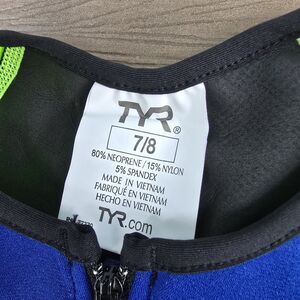 TYR®
7/8
80% NEOPRENE / 15% NYLON
5% SPANDEX
MADE IN VIETNAM
FABRIQUÉ EN VIETNAM
HECHO EN VIETNAM
TYR.com